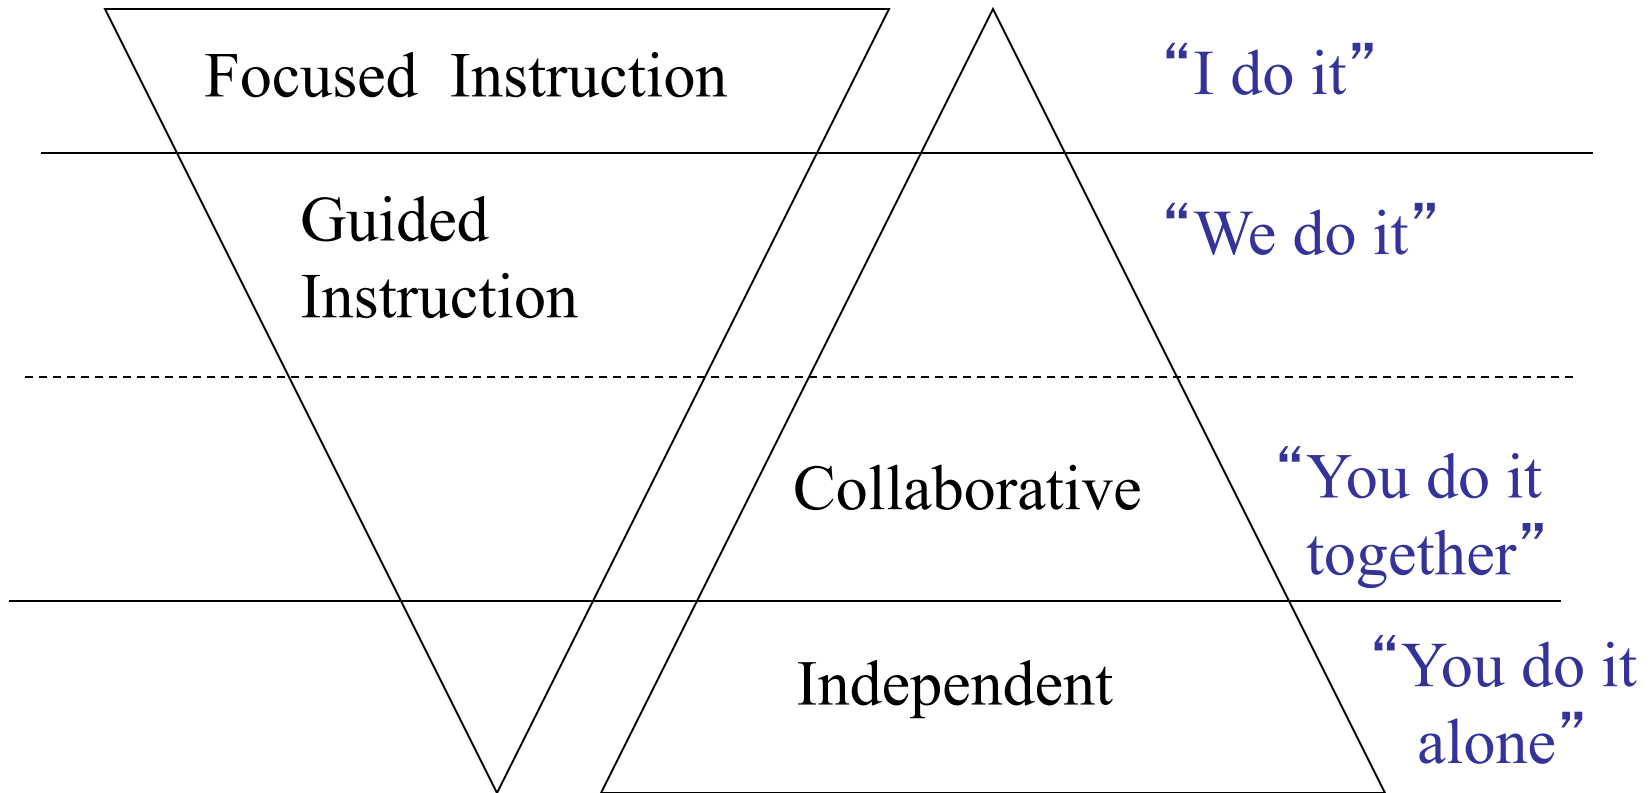 Focused Instruction
“I do it”
Guided
Instruction
“We do it”
Collaborative
“You do it
together”
Independent
“You do it
alone”